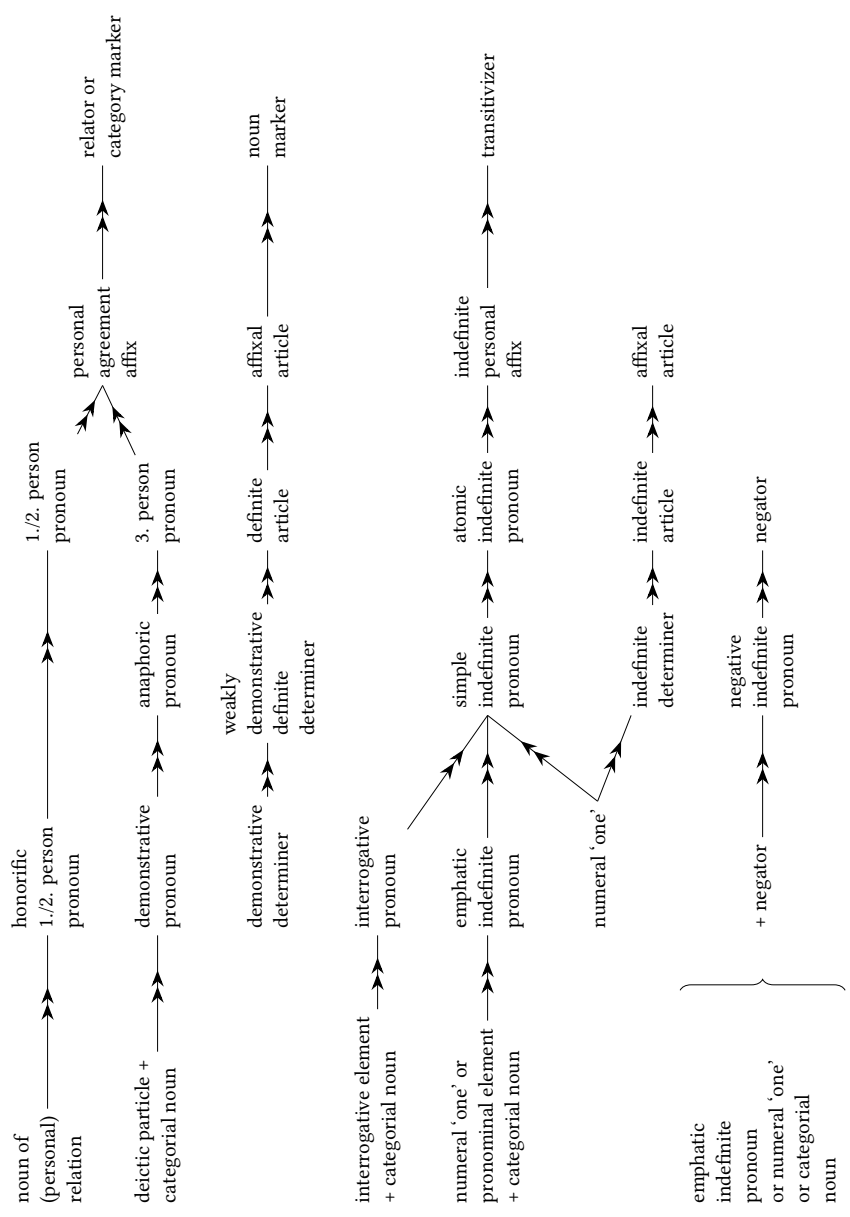 noun of
(personal)
relation
honorific
1./2. person
pronoun
1./2. person
pronoun
personal
agreement
affix
relator or
category marker
deictic particle +
categorial noun
demonstrative
pronoun
anaphoric
pronoun
3. person
pronoun
demonstrative
determiner
weakly
demonstrative
definite
determiner
definite
article
affixal
article
noun
marker
interrogative element
+ categorial noun
interrogative
pronoun
numeral ‘one’ or
pronominal element
+ categorial noun
emphatic
indefinite
pronoun
simple
indefinite
pronoun
atomic
indefinite
pronoun
indefinite
personal
affix
transitivizer
numeral ‘one’
indefinite
determiner
indefinite
article
affixal
article
emphatic
indefinite
pronoun
or numeral ‘one’
or categorial
noun
+ negator
negative
indefinite
pronoun
negator